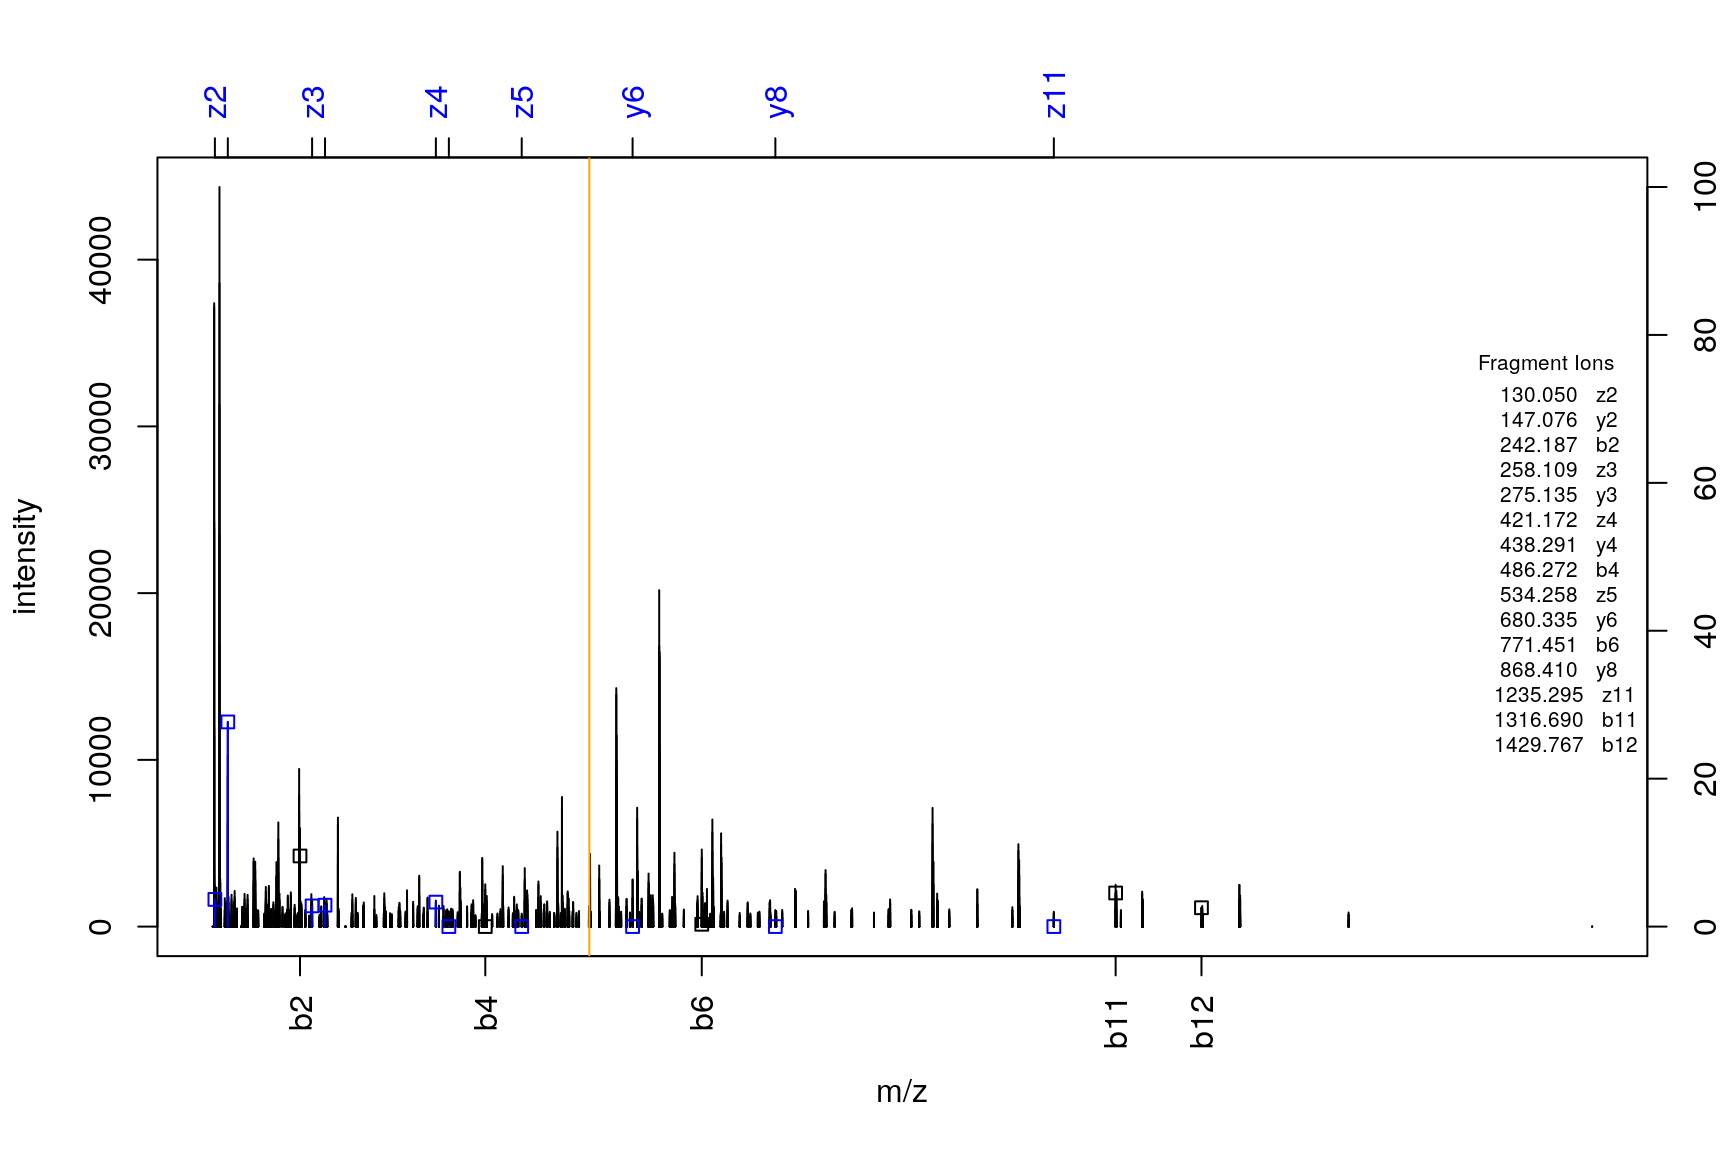 z2 z3 z4 z5 y6 y8 z11
intensity
0 10000 20000 30000 40000
0 20 40 60 80 100
Fragment Ions
130.050 z2
147.076 y2
242.187 b2
258.109 z3
275.135 y3
421.172 z4
438.291 y4
486.272 b4
534.258 z5
680.335 y6
771.451 b6
868.410 y8
1235.295 z11
1316.690 b11
1429.767 b12
b2 b4 b6 b11 b12
m/z